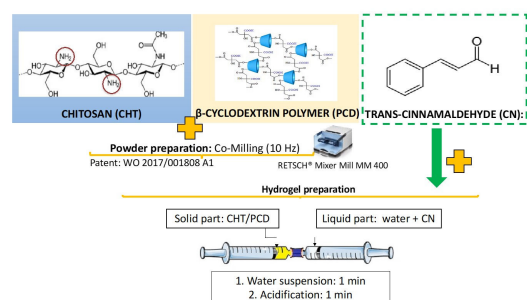 CHITOSAN (CHT)
β-CYCLODEXTRIN POLYMER (PCD)
TRANS-CINNAMALDEHYDE (CN):
Powder preparation: Co-Milling (10 Hz)
Patent: WO 2017/001808 A1
RETSCH® Mixer Mill MM 400
Hydrogel preparation
Solid part: CHT/PCD
Liquid part: water + CN
1. Water suspension: 1 min
2. Acidification: 1 min